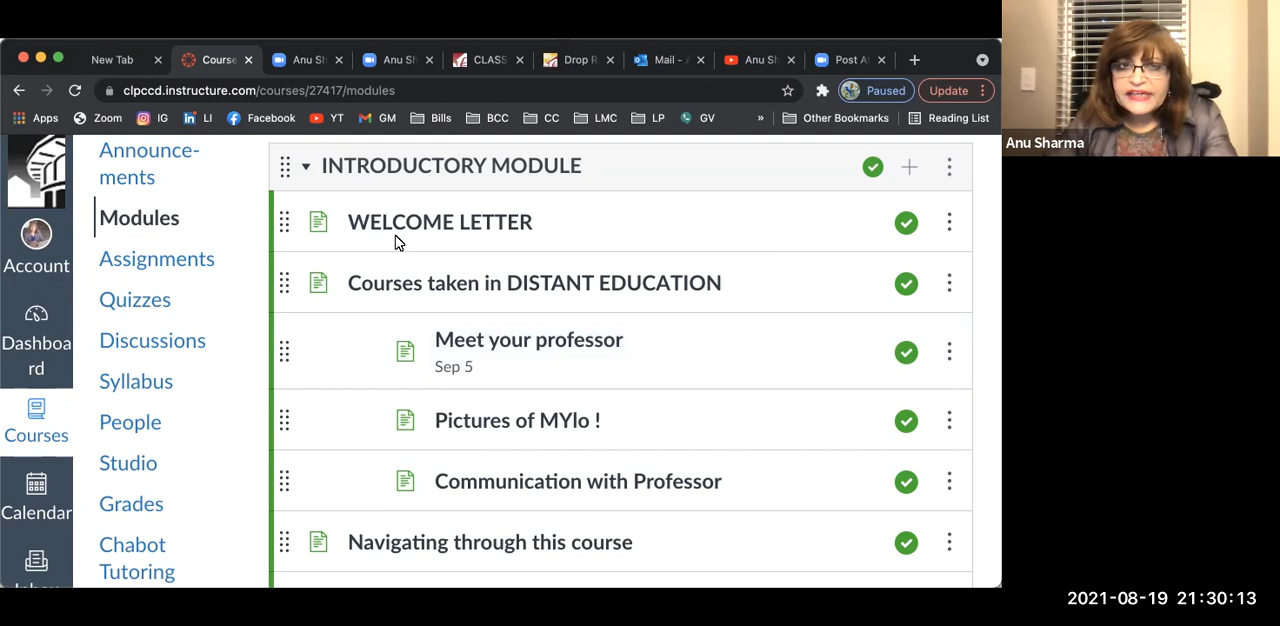 New Tab
Course
Anu Sh
Anu Sh
CLASS
Drop R
Mail - A
Anu Sh
Post A
clpccd.instructure.com/courses/27417/modules
Paused
Update
Apps
Zoom
IG
LI
Facebook
YT
GM
Bills
BCC
CC
LMC
LP
GV
»
Other Bookmarks
Reading List
Anu Sharma
Account
Dashboa
rd
Courses
Calendar
Announce-
ments
Modules
Assignments
Quizzes
Discussions
Syllabus
People
Studio
Grades
Chabot
Tutoring
INTRODUCTORY MODULE
WELCOME LETTER
Courses taken in DISTANT EDUCATION
Meet your professor
Sep 5
Pictures of MYlo !
Communication with Professor
Navigating through this course
2021-08-19 21:30:13